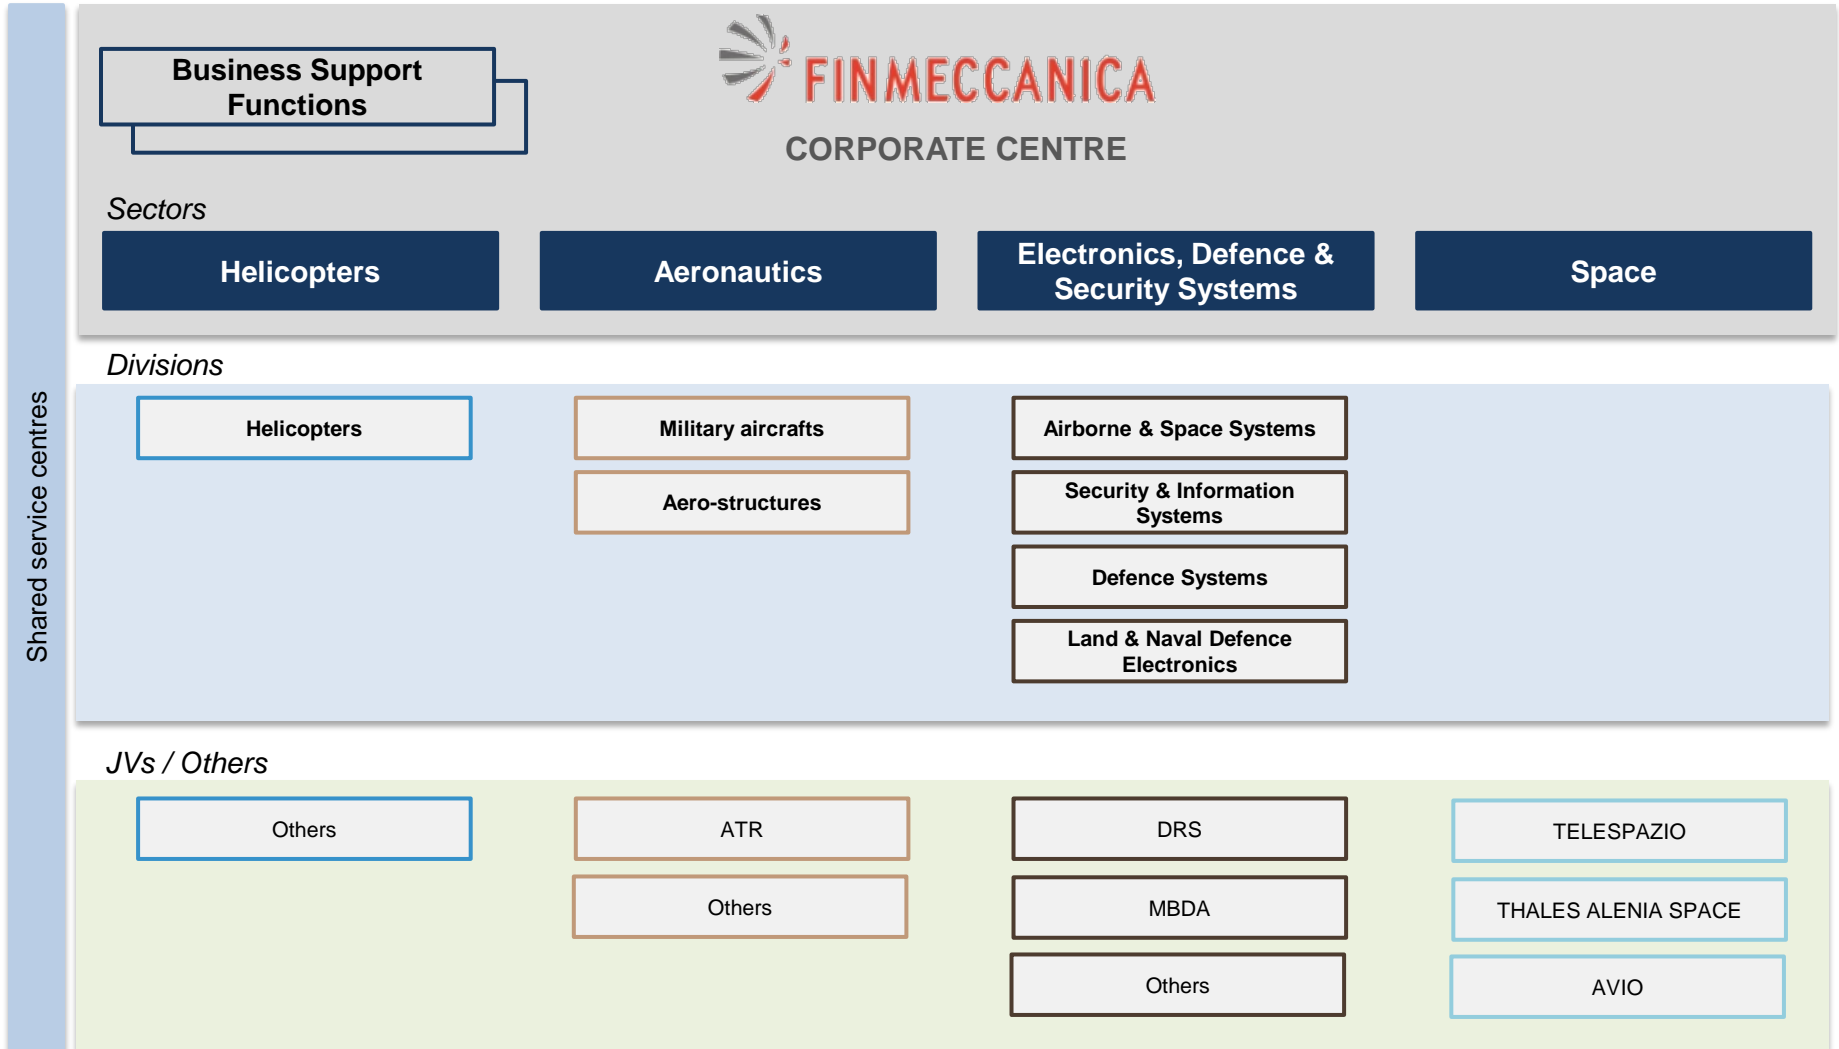 Business Support
Functions
FINMECCANICA
CORPORATE CENTRE
Sectors
Helicopters
Aeronautics
Electronics, Defence &
Security Systems
Space
Shared service centres
Divisions
Helicopters
Military aircrafts
Airborne & Space Systems
Aero-structures
Security & Information
Systems
Defence Systems
Land & Naval Defence
Electronics
JVs / Others
Others
ATR
DRS
TELESPAZIO
Others
MBDA
THALES ALENIA SPACE
Others
AVIO